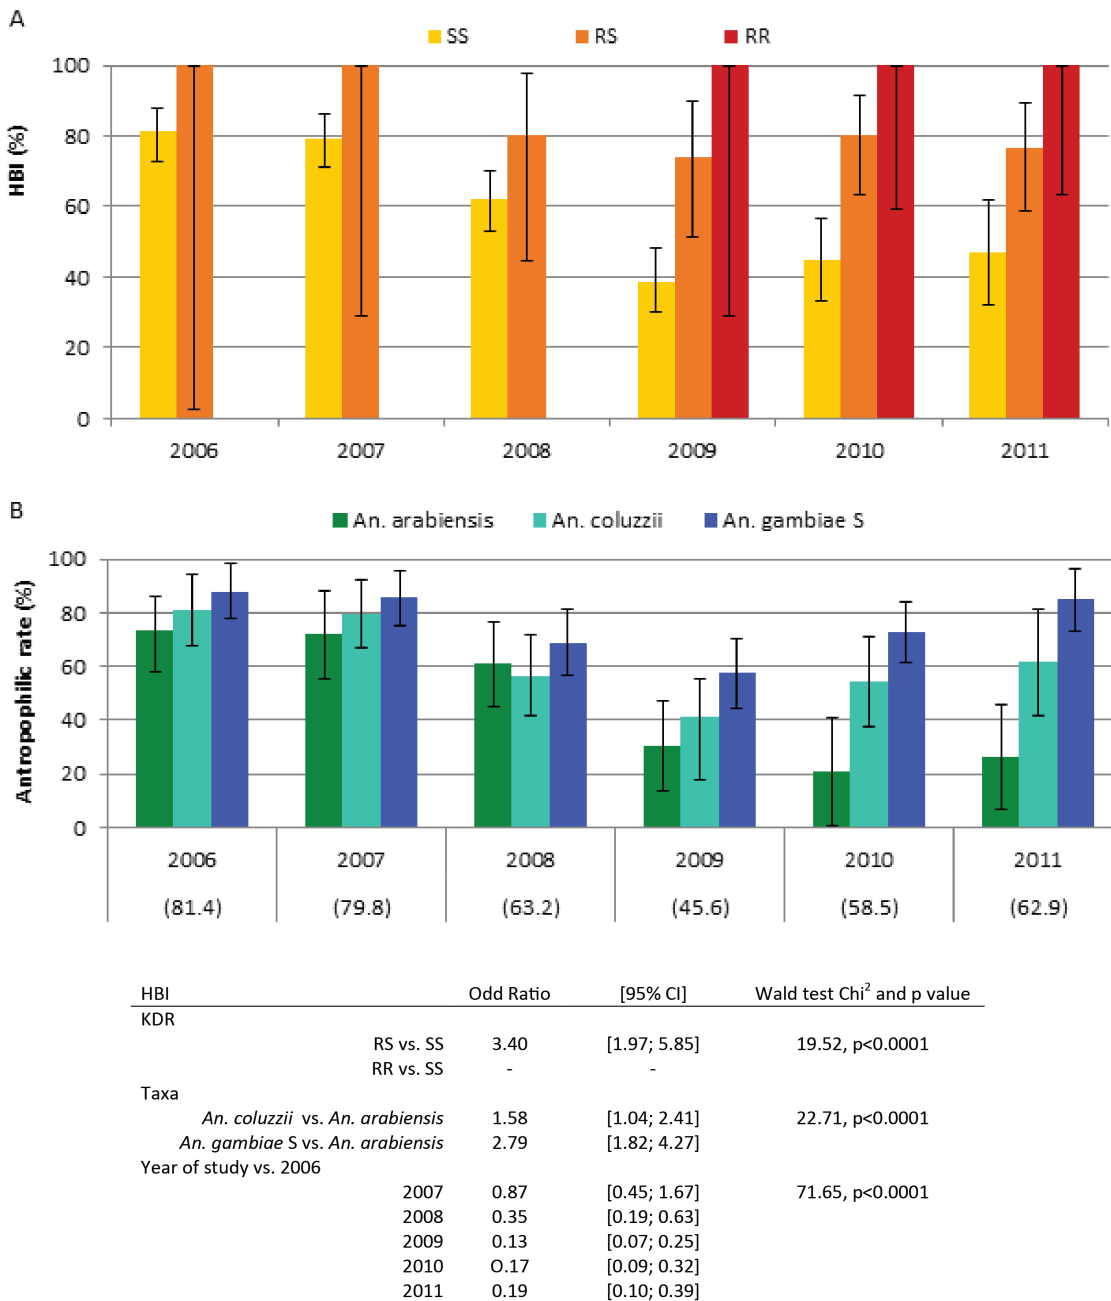 A
SS RS RR
HBI (%)
100
80
60
40
20
0
2006 2007 2008 2009 2010 2011
B
An. arabiensis An. coluzzii An. gambiae S
Antropophilic rate (%)
100
80
60
40
20
0
2006 2007 2008 2009 2010 2011
(81.4) (79.8) (63.2) (45.6) (58.5) (62.9)
HBI Odd Ratio [95% CI] Wald test Chi² and p value
KDR
RS vs. SS 3.40 [1.97; 5.85] 19.52, p<0.0001
RR vs. SS - -
Taxa
An. coluzzii vs. An. arabiensis 1.58 [1.04; 2.41] 22.71, p<0.0001
An. gambiae S vs. An. arabiensis 2.79 [1.82; 4.27]
Year of study vs. 2006
2007 0.87 [0.45; 1.67] 71.65, p<0.0001
2008 0.35 [0.19; 0.63]
2009 0.13 [0.07; 0.25]
2010 O.17 [0.09; 0.32]
2011 0.19 [0.10; 0.39]